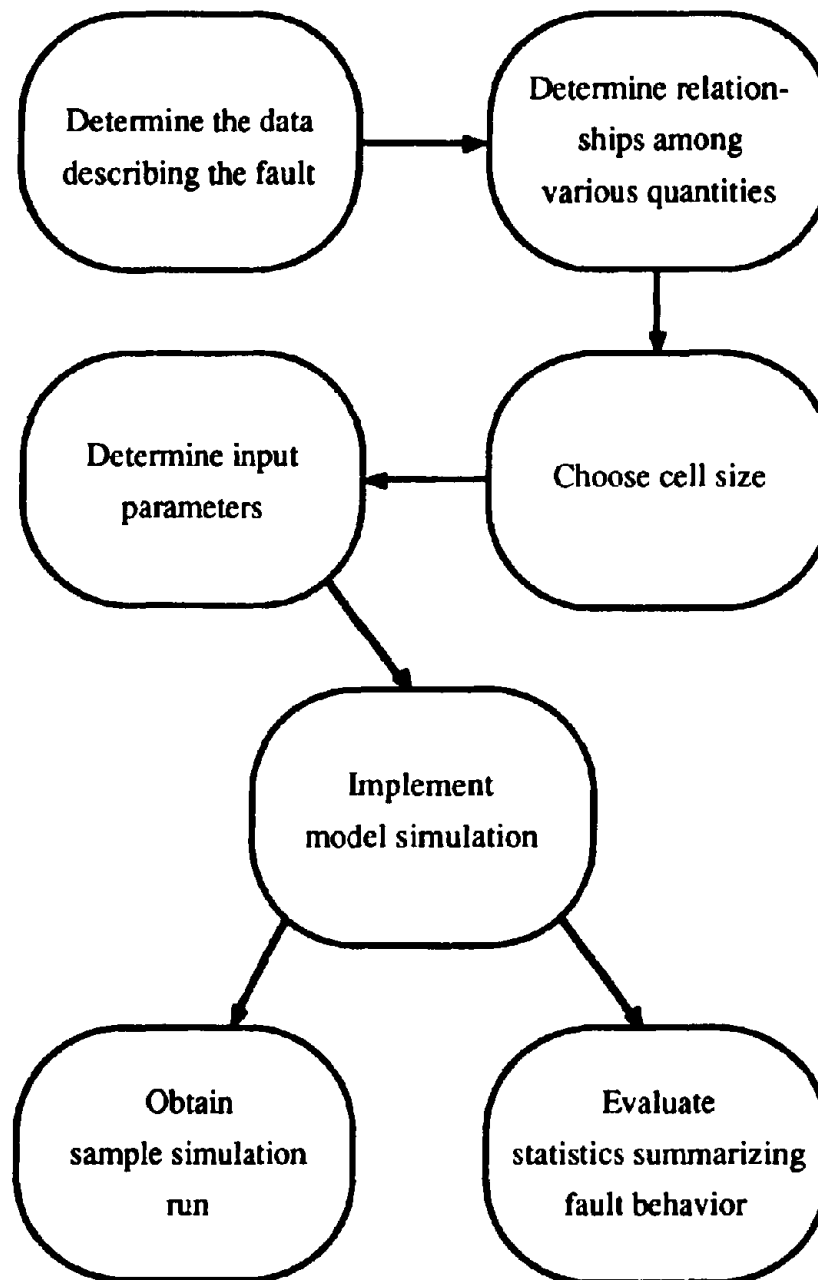 Determine the data
describing the fault
Determine relation-
ships among
various quantities
Determine input
parameters
Choose cell size
Implement
model simulation
Obtain
sample simulation
run
Evaluate
statistics summarizing
fault behavior